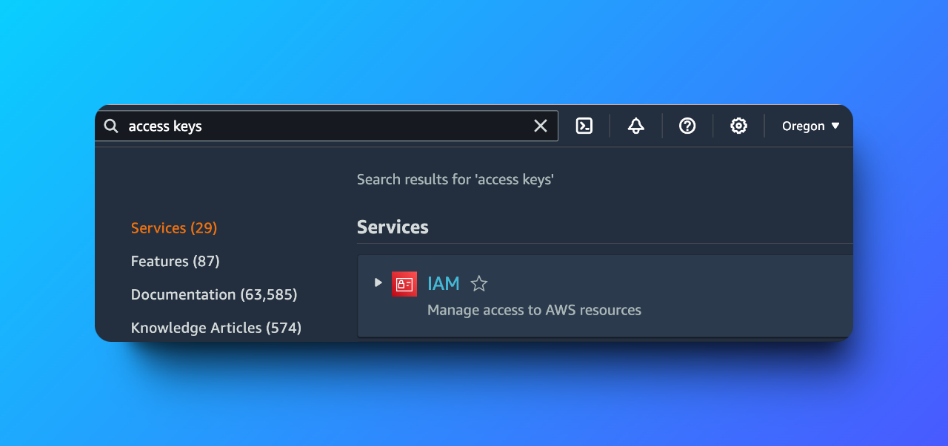 access keys
Oregon
Search results for 'access keys'
Services (29)
Services
Features (87)
IAM
Documentation (63,585)
Manage access to AWS resources
Knowledge Articles (574)